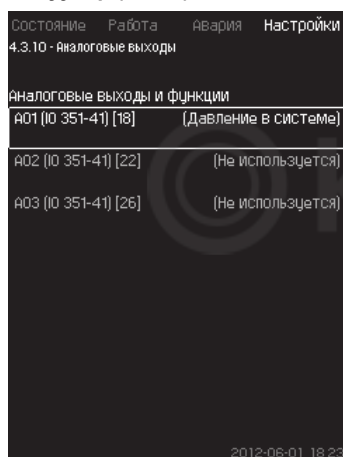 Состояние Работа Авария Настройки
4.3.10 - Аналоговые выходы
Аналоговые выходы и функции
AO1 (IO 351-41) [18] (Давление в системе)
AO2 (IO 351-41) [22] (Не используется)
AO3 (IO 351-41) [26] (Не используется)
2012-06-01 18:23